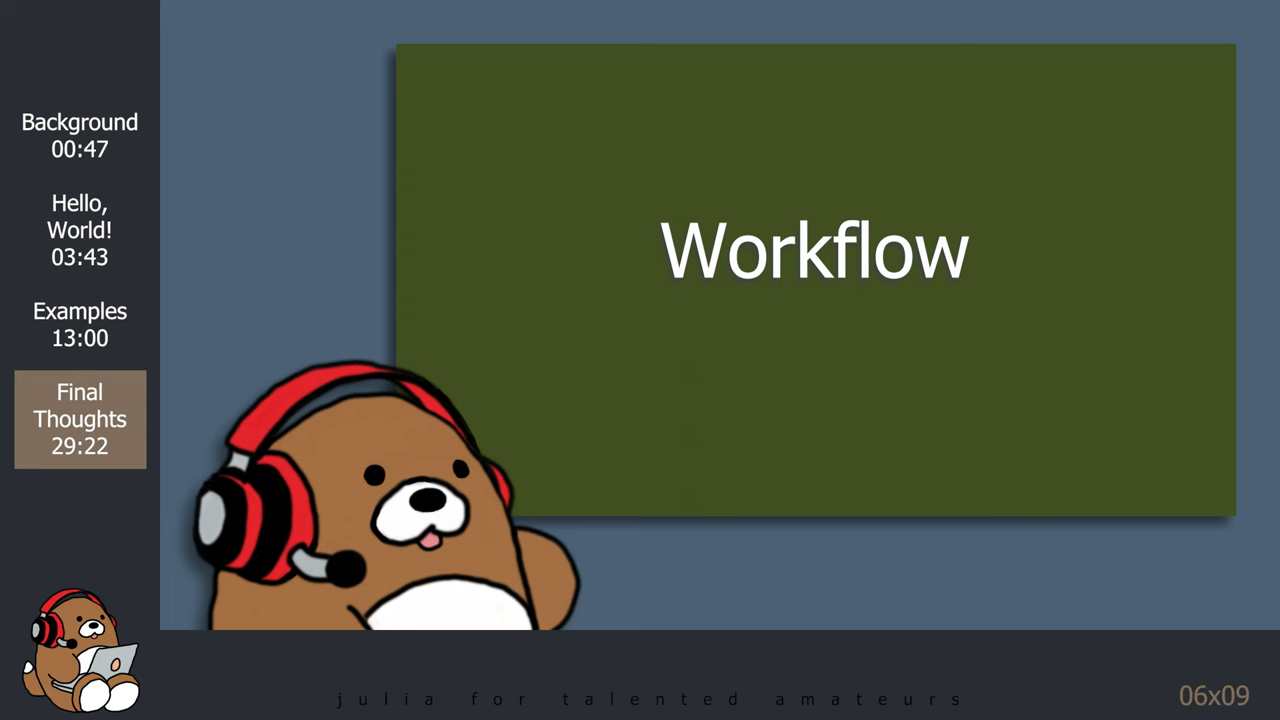 Background
00:47
Hello,
World!
03:43
Examples
13:00
Final
Thoughts
29:22
Workflow
julia for talented amateurs
06x09